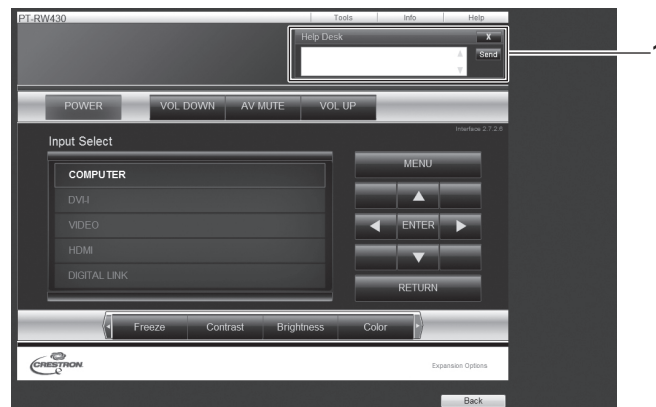 PT-RW430 Tools Info Help
Help Desk X
Send
1
POWER VOL DOWN AV MUTE VOL UP
Interface 2.7.2.6
Input Select
COMPUTER
DVI-I
VIDEO
HDMI
DIGITAL LINK
MENU
ENTER
RETURN
Freeze Contrast Brightness Color
CRESTRON
Expansion Options
Back